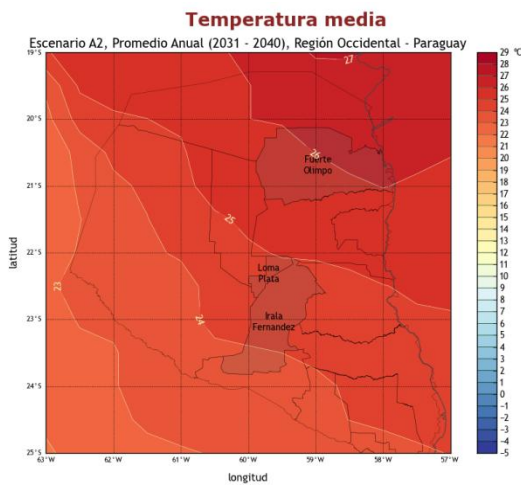 Temperatura media
Escenario A2, Promedio Anual (2031 - 2040), Región Occidental - Paraguay
19°S
20°S
21°S
22°S
23°S
24°S
25°S
latitud
63°W
62°W
61°W
60°W
59°W
58°W
57°W
longitud
27
26
Fuerte
Olimpo
25
Loma
Plata
23
24
Irala
Fernandez
29 ºC
28
27
26
25
24
23
22
21
20
19
18
17
16
15
14
13
12
11
10
9
8
7
6
5
4
3
2
1
0
−1
−2
−3
−4
−5